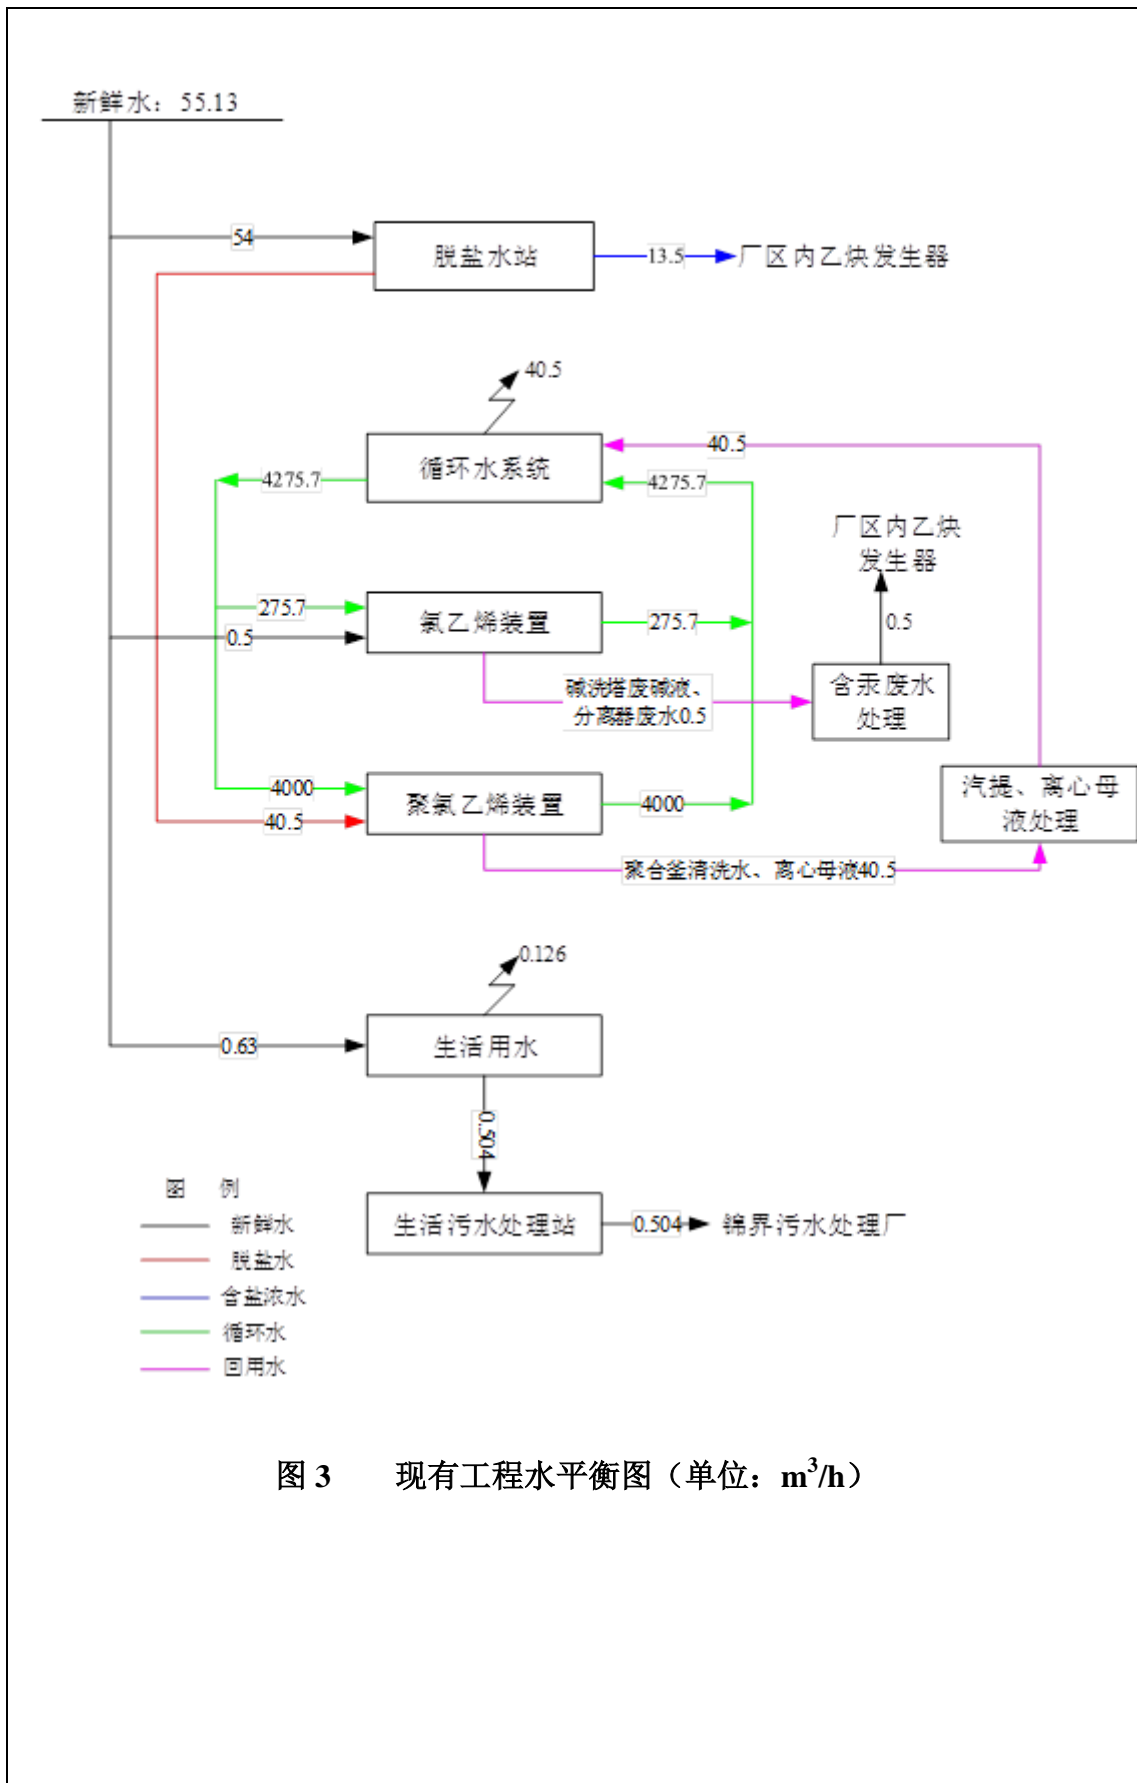 新鲜水：55.13
54
脱盐水站
13.5
厂区内乙炔发生器
40.5
循环水系统
40.5
4275.7
4275.7
厂区内乙炔
发生器
275.7
氯乙烯装置
275.7
0.5
0.5
碱洗塔废碱液、
分离器废水0.5
含汞废水
处理
4000
聚氯乙烯装置
4000
40.5
汽提、离心母
液处理
聚合釜清洗水、离心母液40.5
0.126
0.63
生活用水
0.504
生活污水处理站
0.504
锦界污水处理厂
图 例
新鲜水
脱盐水
含盐浓水
循环水
回用水
图 3 现有工程水平衡图（单位：m³/h）